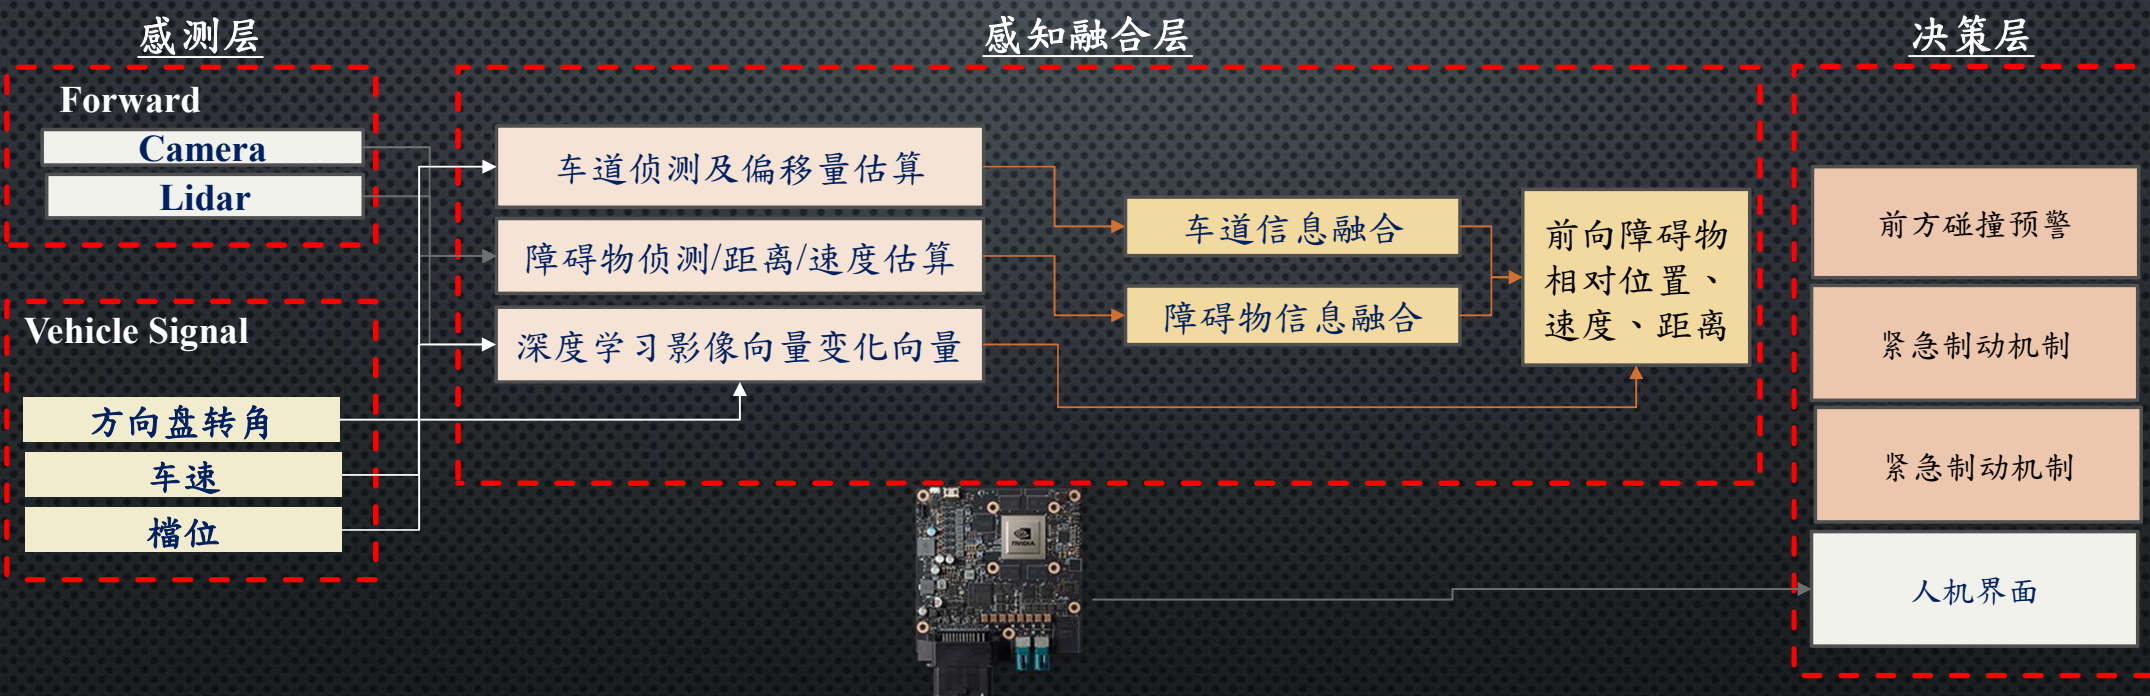 感测层
感知融合层
决策层
Forward
Camera
Lidar
Vehicle Signal
方向盘转角
车速
檔位
车道侦测及偏移量估算
障碍物侦测/距离/速度估算
深度学习影像向量变化向量
车道信息融合
障碍物信息融合
前向障碍物
相对位置、
速度、距离
NVIDIA
前方碰撞预警
紧急制动机制
紧急制动机制
人机界面